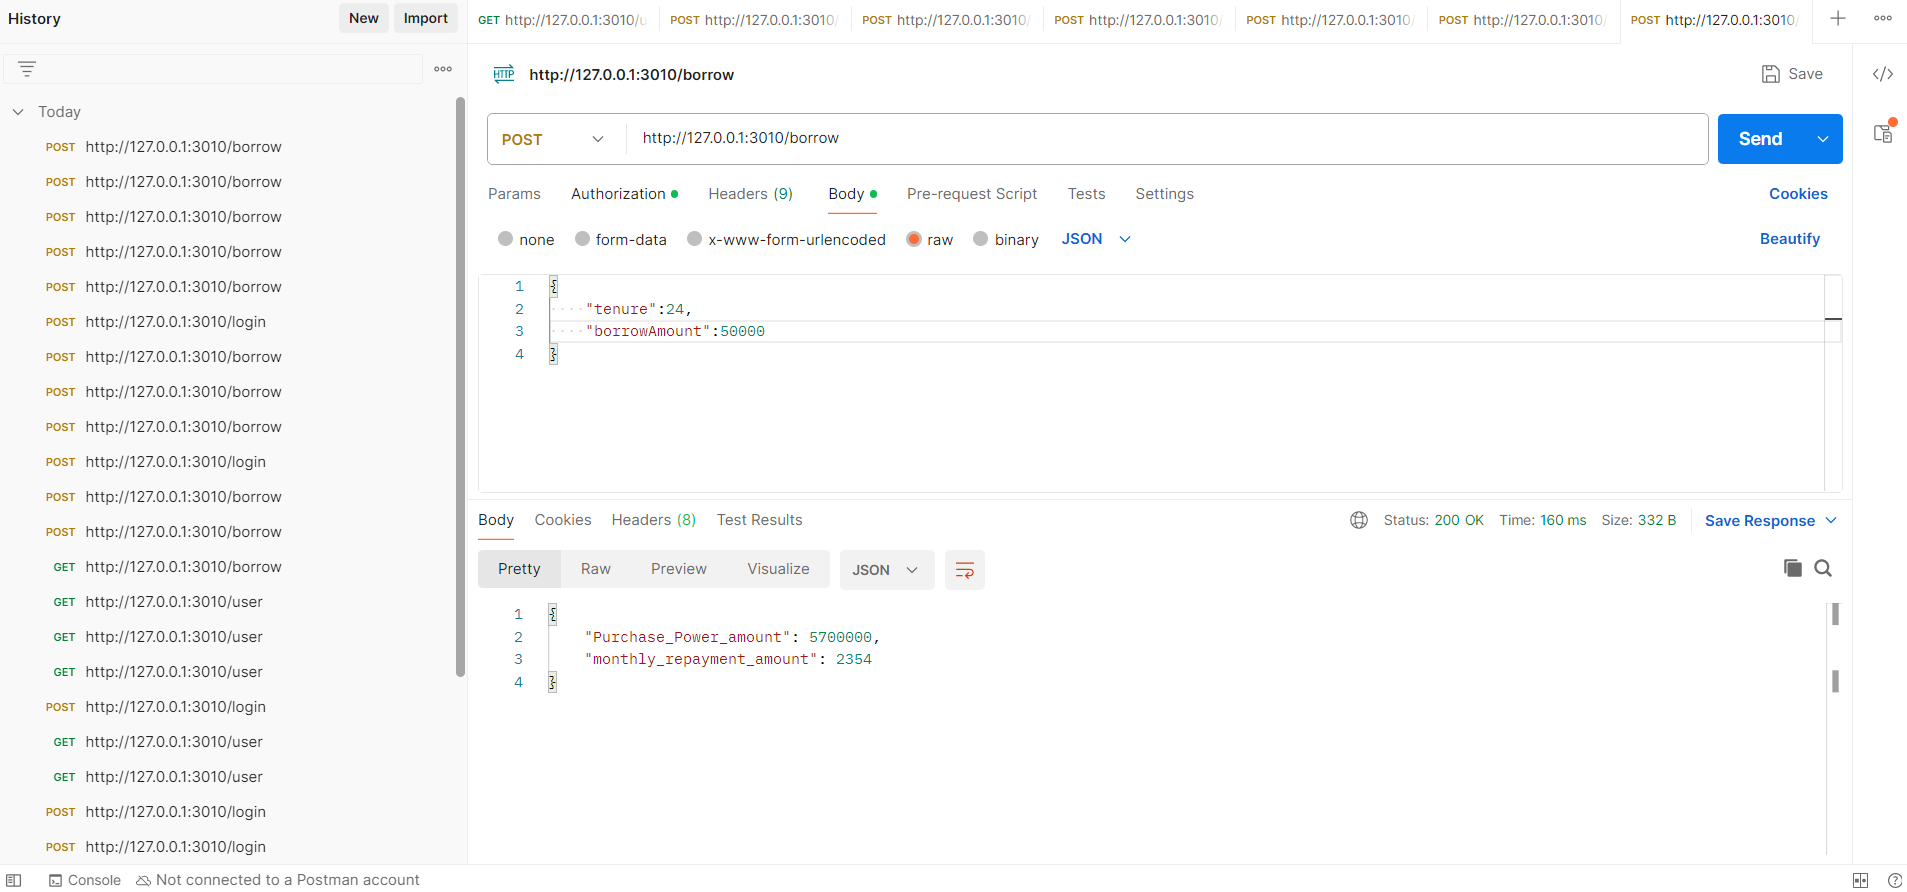 History
New
Import
Today
POST http://127.0.0.1:3010/borrow
POST http://127.0.0.1:3010/borrow
POST http://127.0.0.1:3010/borrow
POST http://127.0.0.1:3010/borrow
POST http://127.0.0.1:3010/borrow
POST http://127.0.0.1:3010/login
POST http://127.0.0.1:3010/borrow
POST http://127.0.0.1:3010/borrow
POST http://127.0.0.1:3010/borrow
POST http://127.0.0.1:3010/login
POST http://127.0.0.1:3010/borrow
POST http://127.0.0.1:3010/borrow
GET http://127.0.0.1:3010/borrow
GET http://127.0.0.1:3010/user
GET http://127.0.0.1:3010/user
GET http://127.0.0.1:3010/user
POST http://127.0.0.1:3010/login
GET http://127.0.0.1:3010/user
GET http://127.0.0.1:3010/user
POST http://127.0.0.1:3010/login
POST http://127.0.0.1:3010/login
GET http://127.0.0.1:3010/u POST http://127.0.0.1:3010/ POST http://127.0.0.1:3010/ POST http://127.0.0.1:3010/ POST http://127.0.0.1:3010/ POST http://127.0.0.1:3010/ POST http://127.0.0.1:3010/
HTTP http://127.0.0.1:3010/borrow Save
POST http://127.0.0.1:3010/borrow Send
Params Authorization Headers (9) Body Pre-request Script Tests Settings Cookies
none form-data x-www-form-urlencoded raw binary JSON Beautify
1 {
2 "tenure":24,
3 "borrowAmount":50000
4 }
Body Cookies Headers (8) Test Results Status: 200 OK Time: 160 ms Size: 332 B Save Response
Pretty Raw Preview Visualize JSON
1 {
2 "Purchase_Power_amount": 5700000,
3 "monthly_repayment_amount": 2354
4 }
Console Not connected to a Postman account